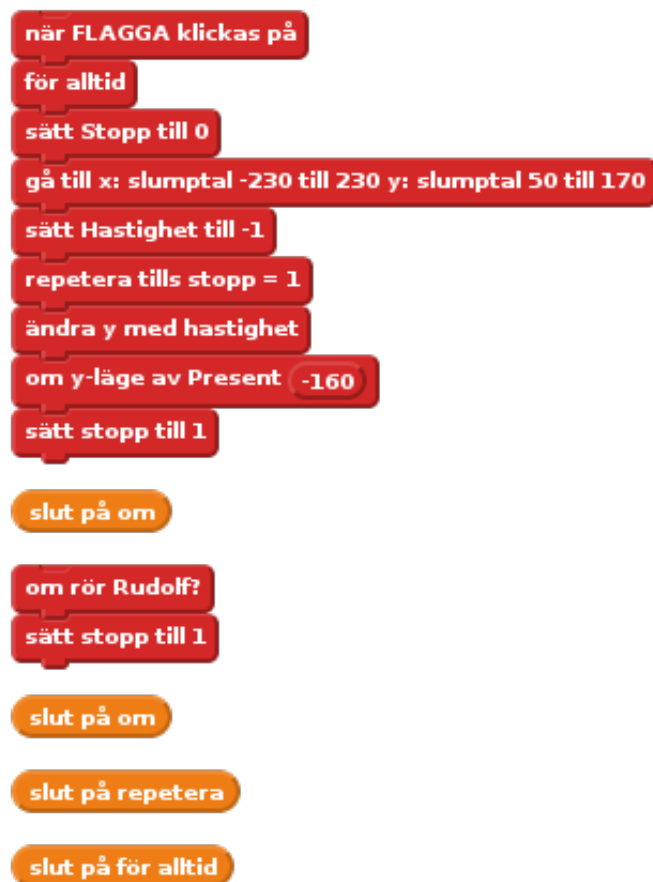 när FLAGGA klickas på
för alltid
sätt Stopp till 0
gå till x: slumptal -230 till 230 y: slumptal 50 till 170
sätt Hastighet till -1
repetera tills stopp = 1
ändra y med hastighet
om y-läge av Present -160
sätt stopp till 1
slut på om
om rör Rudolf?
sätt stopp till 1
slut på om
slut på repetera
slut på för alltid